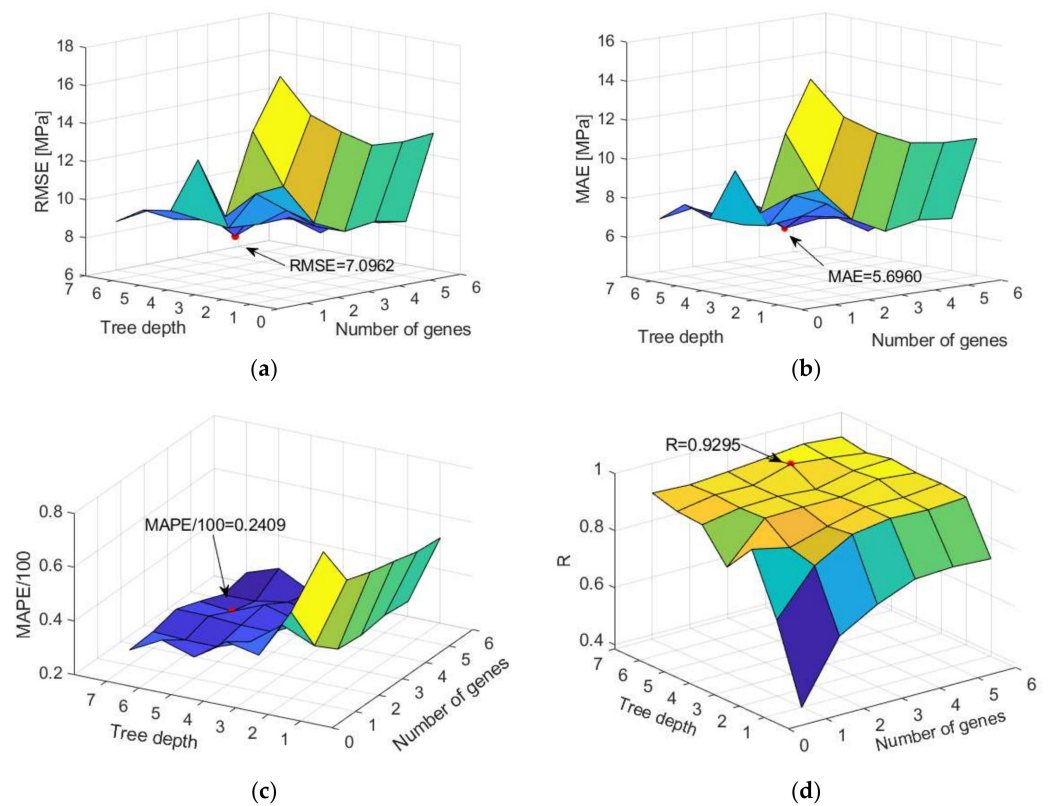 18
16
14
12
10
8
6
RMSE [MPa]
RMSE=7.0962
7 6 5 4 3 2 1 0
1 2 3 4 5 6
Tree depth
Number of genes
(a)
16
14
12
10
8
6
MAE [MPa]
MAE=5.6960
7 6 5 4 3 2 1 0
1 2 3 4 5 6
Tree depth
Number of genes
(b)
0.8
0.6
0.4
0.2
MAPE/100
MAPE/100=0.2409
7 6 5 4 3 2 1 0
1 2 3 4 5 6
Tree depth
Number of genes
(c)
R=0.9295
1
0.8
0.6
0.4
R
7 6 5 4 3 2 1 0
1 2 3 4 5 6
Tree depth
Number of genes
(d)